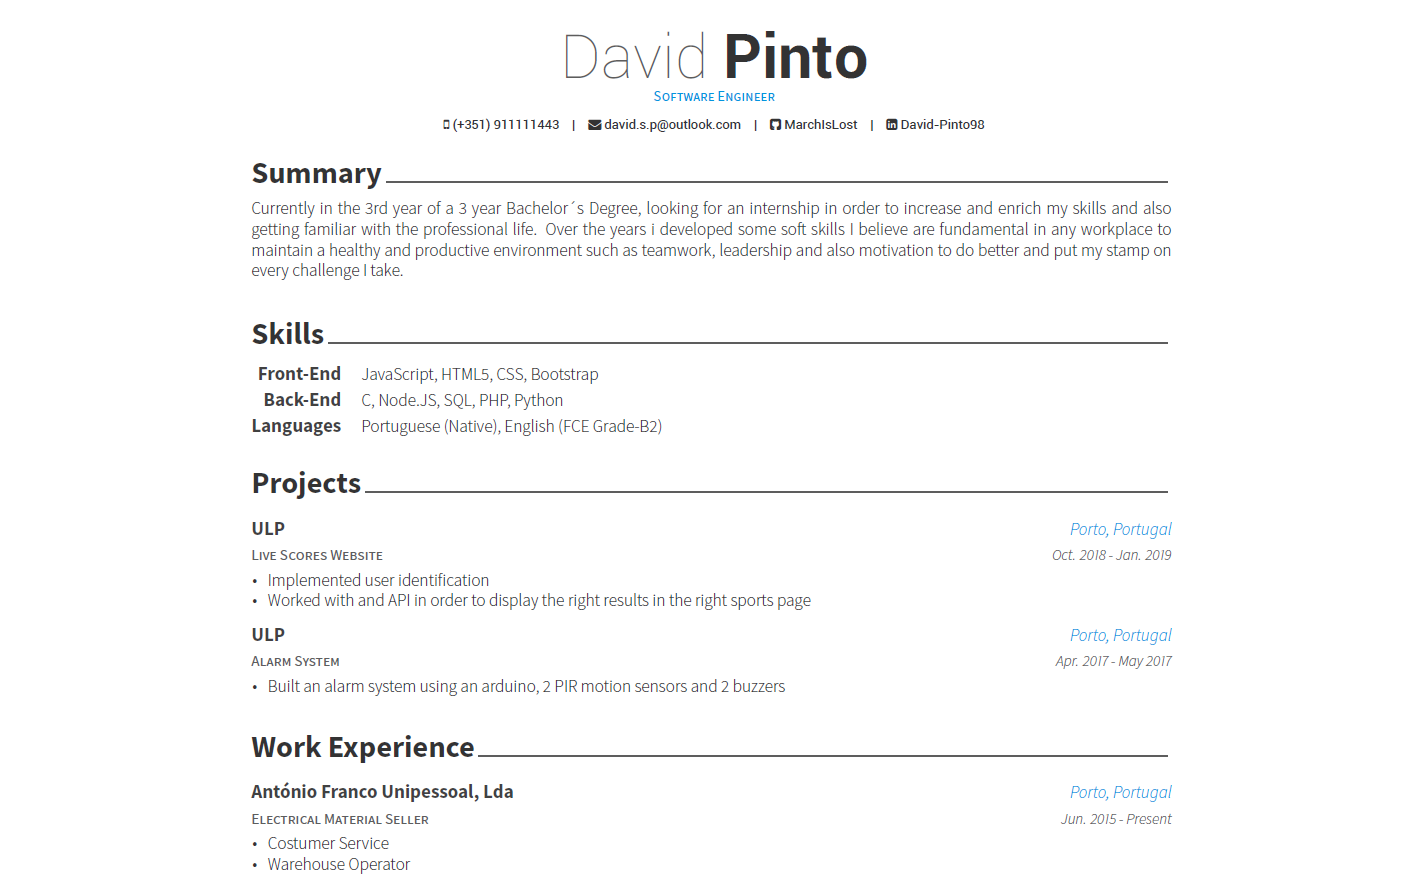 David Pinto
Software Engineer
(+351) 911111443 | david.s.p@outlook.com | MarchIsLost | David-Pinto98
Summary
Currently in the 3rd year of a 3 year Bachelor´s Degree, looking for an internship in order to increase and enrich my skills and also
getting familiar with the professional life. Over the years i developed some soft skills I believe are fundamental in any workplace to
maintain a healthy and productive environment such as teamwork, leadership and also motivation to do better and put my stamp on
every challenge I take.
Skills
Front-End JavaScript, HTML5, CSS, Bootstrap
Back-End C, Node.JS, SQL, PHP, Python
Languages Portuguese (Native), English (FCE Grade-B2)
Projects
ULP Porto, Portugal
Live Scores Website Oct. 2018 - Jan. 2019
• Implemented user identification
• Worked with and API in order to display the right results in the right sports page
ULP Porto, Portugal
Alarm System Apr. 2017 - May 2017
• Built an alarm system using an arduino, 2 PIR motion sensors and 2 buzzers
Work Experience
António Franco Unipessoal, Lda Porto, Portugal
Electrical Material Seller Jun. 2015 - Present
• Costumer Service
• Warehouse Operator